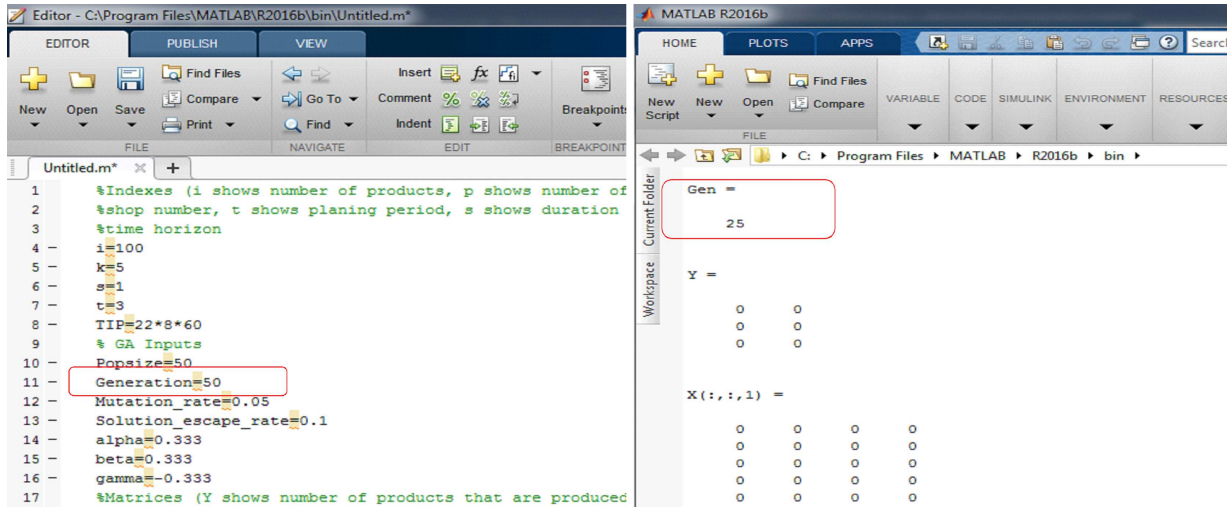 Editor - C:\Program Files\MATLAB\R2016b\bin\Untitled.m*
EDITOR PUBLISH VIEW
New Open Save
Find Files
Compare
Print
Go To
Find
Insert fx
Comment %
Indent
Breakpoints
FILE NAVIGATE EDIT BREAKPOINT
Untitled.m* × +
1 %Indexes (i shows number of products, p shows number of
2 %shop number, t shows planing period, s shows duration
3 %time horizon
4 – i=100
5 – k=5
6 – s=1
7 – t=3
8 – TIP=22*8*60
9 % GA Inputs
10 – Popsize=50
11 – Generation=50
12 – Mutation_rate=0.05
13 – Solution_escape_rate=0.1
14 – alpha=0.333
15 – beta=0.333
16 – gamma=-0.333
17 %Matrices (Y shows number of products that are produced
MATLAB R2016b
HOME PLOTS APPS
Searc
New Script
New
Open
Find Files
Compare
FILE
VARIABLE CODE SIMULINK ENVIRONMENT RESOURCES
C: Program Files MATLAB R2016b bin
Current Folder
Workspace
Gen =
25
Y =
0 0
0 0
0 0
X(:,:,1) =
0 0 0 0
0 0 0 0
0 0 0 0
0 0 0 0
0 0 0 0